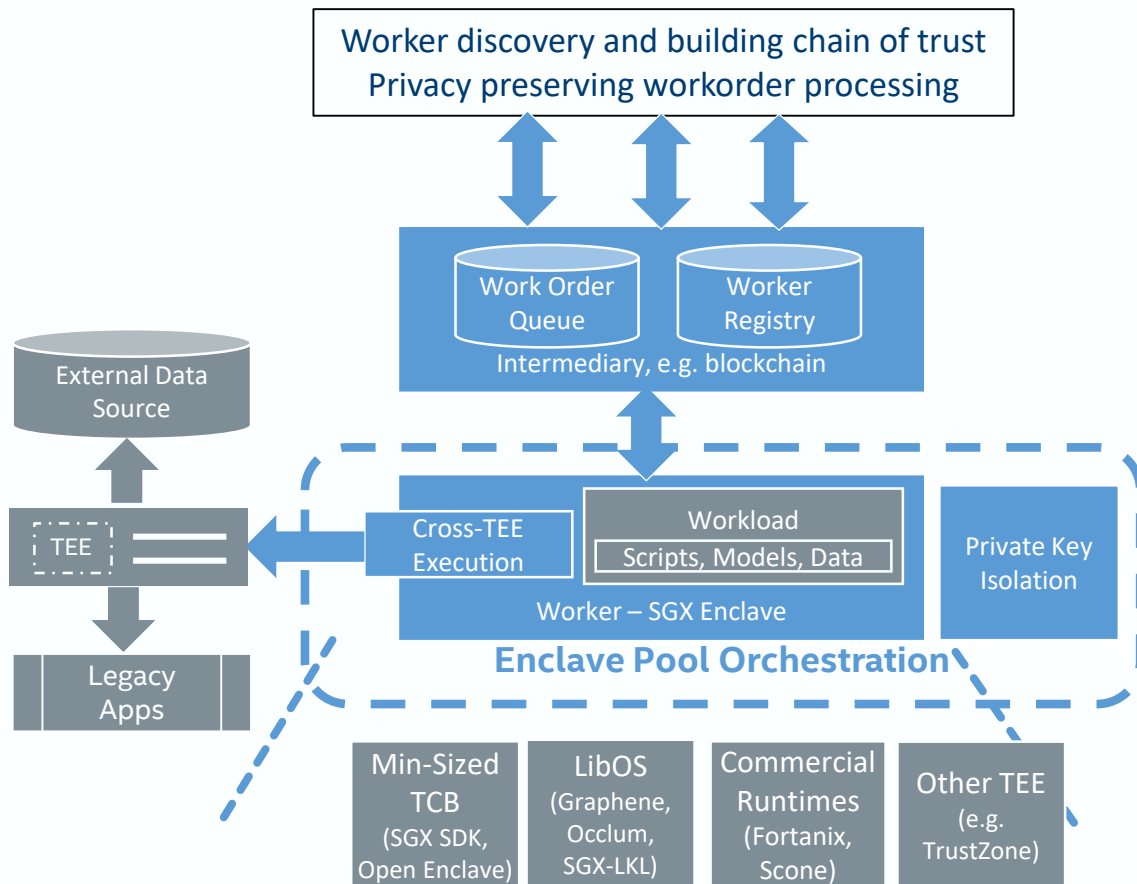 Worker discovery and building chain of trust
Privacy preserving workorder processing
Work Order
Queue
Worker
Registry
Intermediary, e.g. blockchain
External Data
Source
TEE
Legacy
Apps
Cross-TEE
Execution
Workload
Scripts, Models, Data
Worker – SGX Enclave
Private Key
Isolation
Enclave Pool Orchestration
Min-Sized
TCB
(SGX SDK,
Open Enclave)
LibOS
(Graphene,
Occlum,
SGX-LKL)
Commercial
Runtimes
(Fortanix,
Scone)
Other TEE
(e.g.
TrustZone)